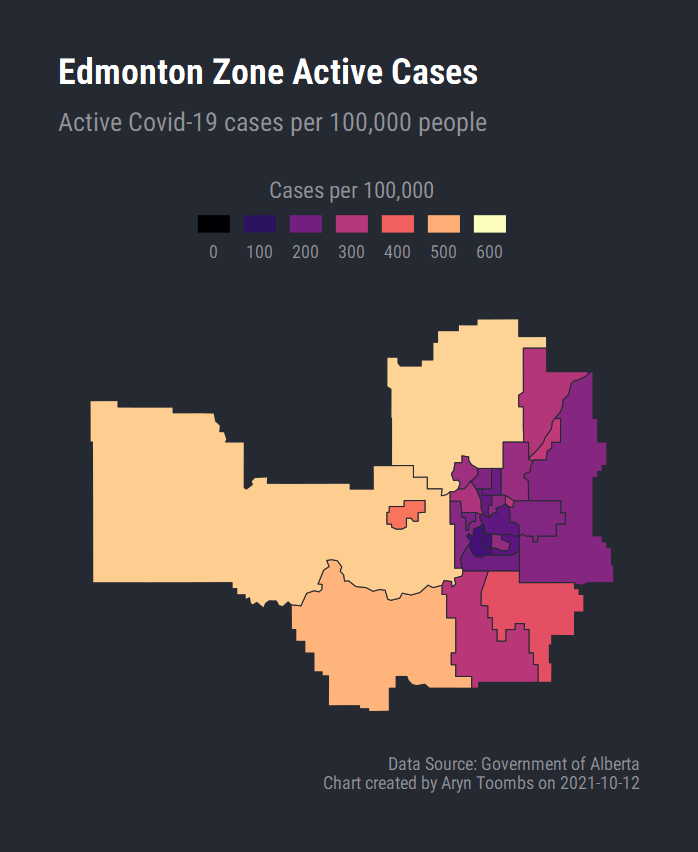 Edmonton Zone Active Cases
Active Covid-19 cases per 100,000 people
Cases per 100,000
0 100 200 300 400 500 600
Data Source: Government of Alberta
Chart created by Aryn Toombs on 2021-10-12